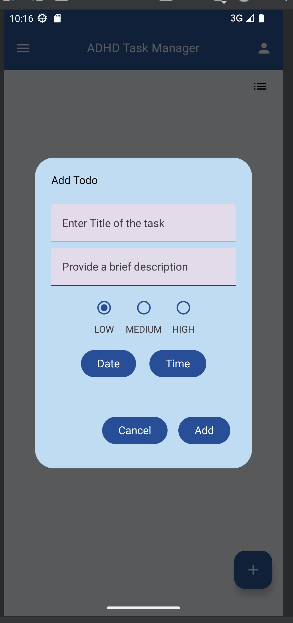 10:16 3G
ADHD Task Manager
Add Todo
Enter Title of the task
Provide a brief description
LOW MEDIUM HIGH
Date Time
Cancel Add
+